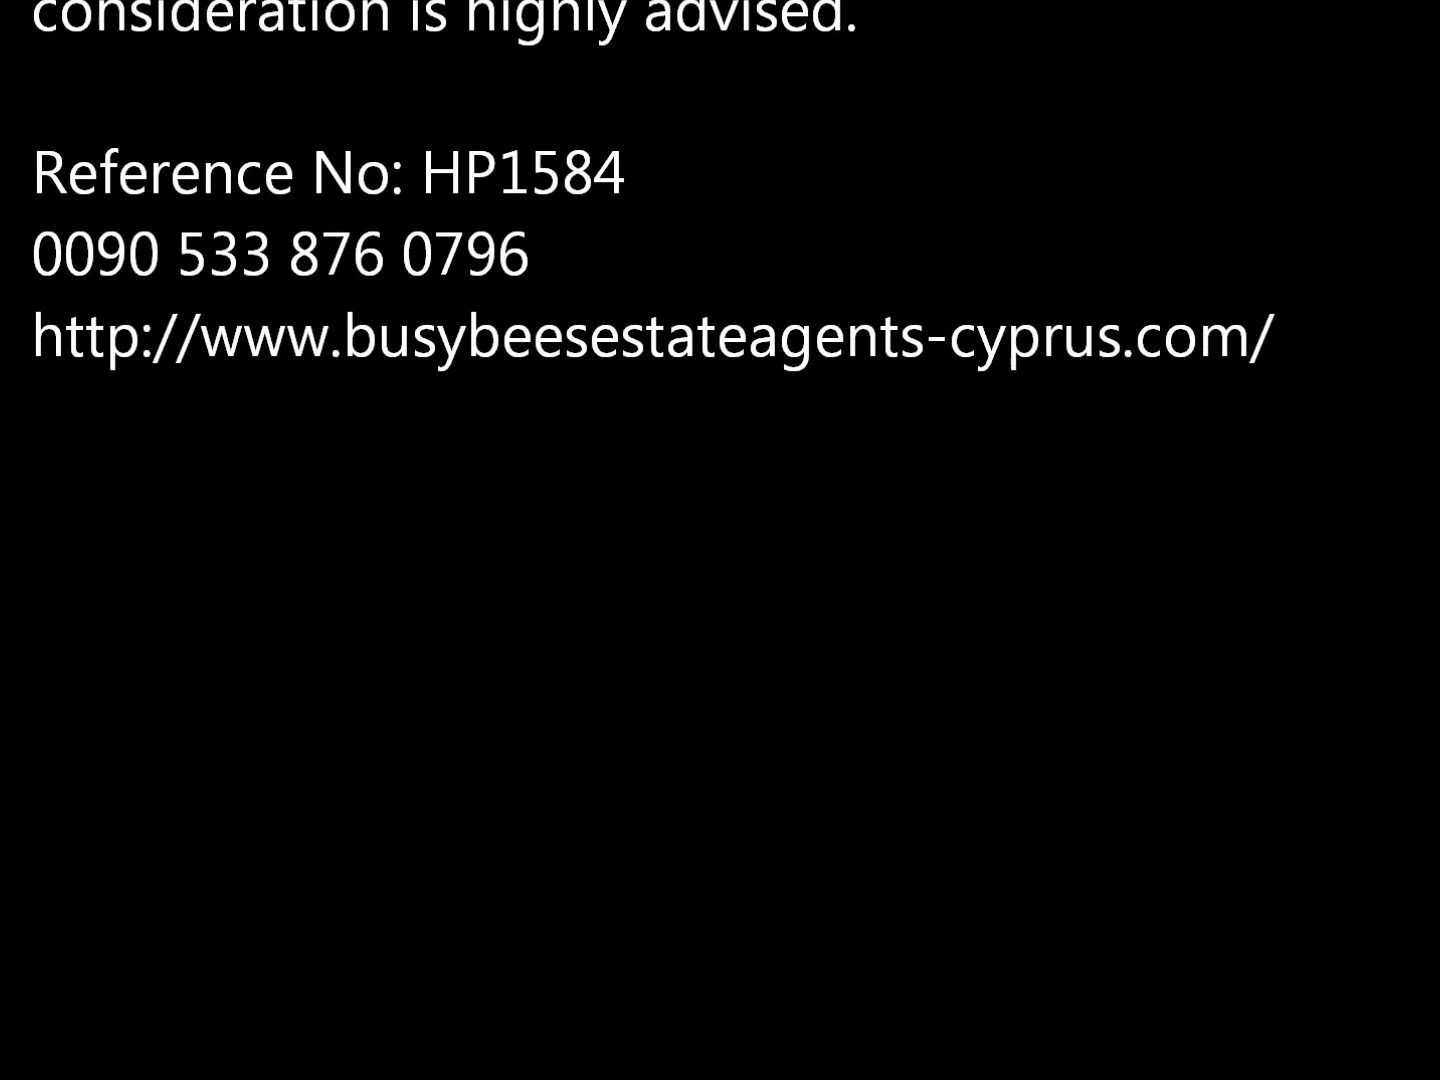 consideration is highly advised.
Reference No: HP1584
0090 533 876 0796
http://www.busybeesestateagents-cyprus.com/